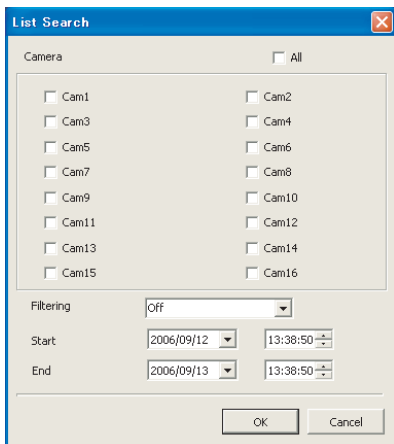 List Search
Camera All
Cam1 Cam2
Cam3 Cam4
Cam5 Cam6
Cam7 Cam8
Cam9 Cam10
Cam11 Cam12
Cam13 Cam14
Cam15 Cam16
Filtering Off
Start 2006/09/12 13:38:50
End 2006/09/13 13:38:50
OK Cancel